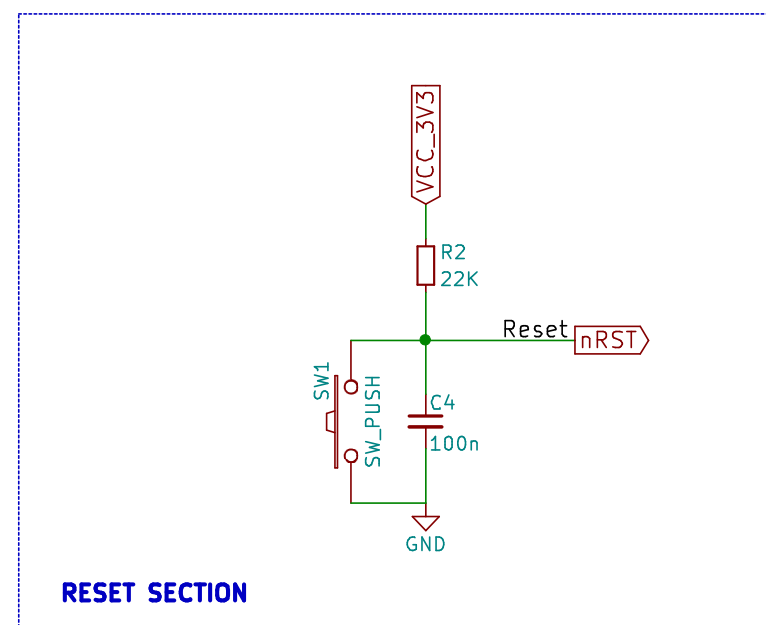 VCC_3V3
R2
22K
Reset
nRST
SW1
SW_PUSH
C4
100n
GND
RESET SECTION